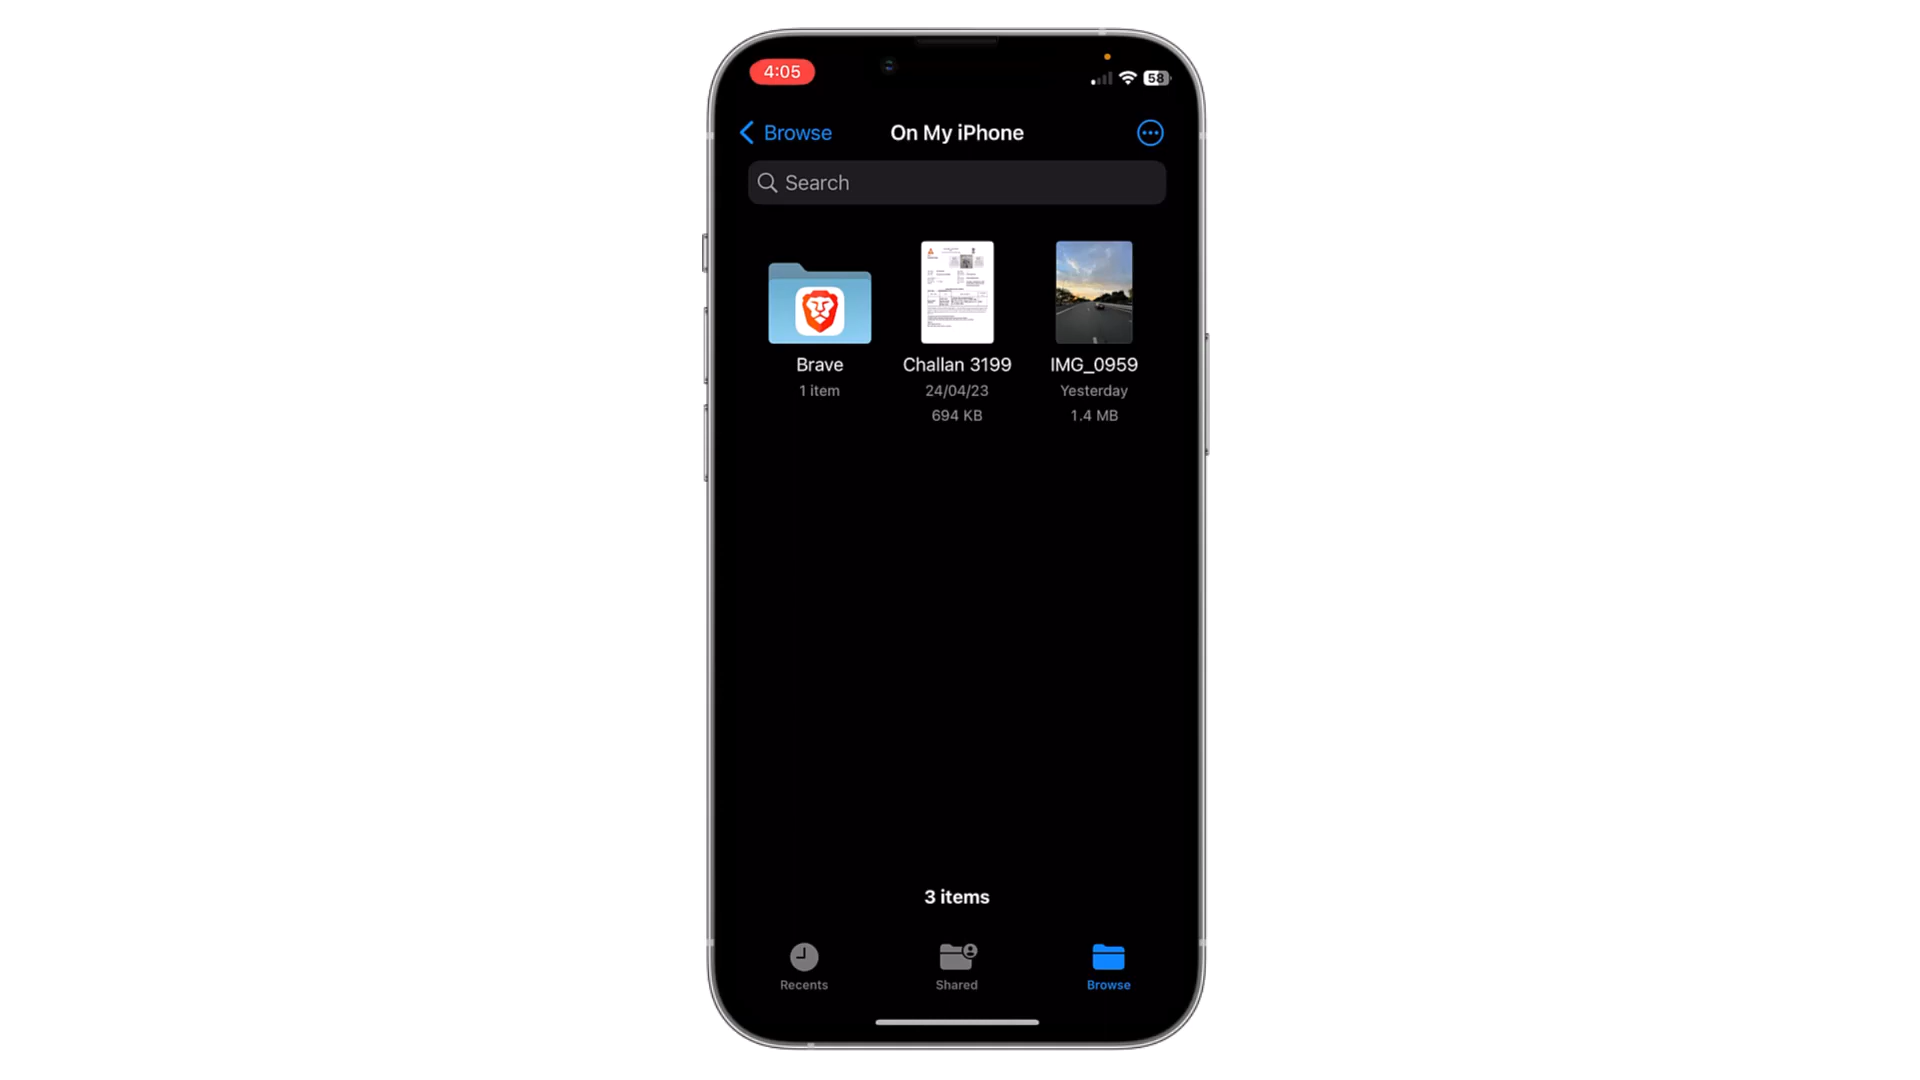 4:05
58
Browse
On My iPhone
Search
Brave
1 item
Challan 3199
24/04/23
694 KB
IMG_0959
Yesterday
1.4 MB
3 items
Recents
Shared
Browse